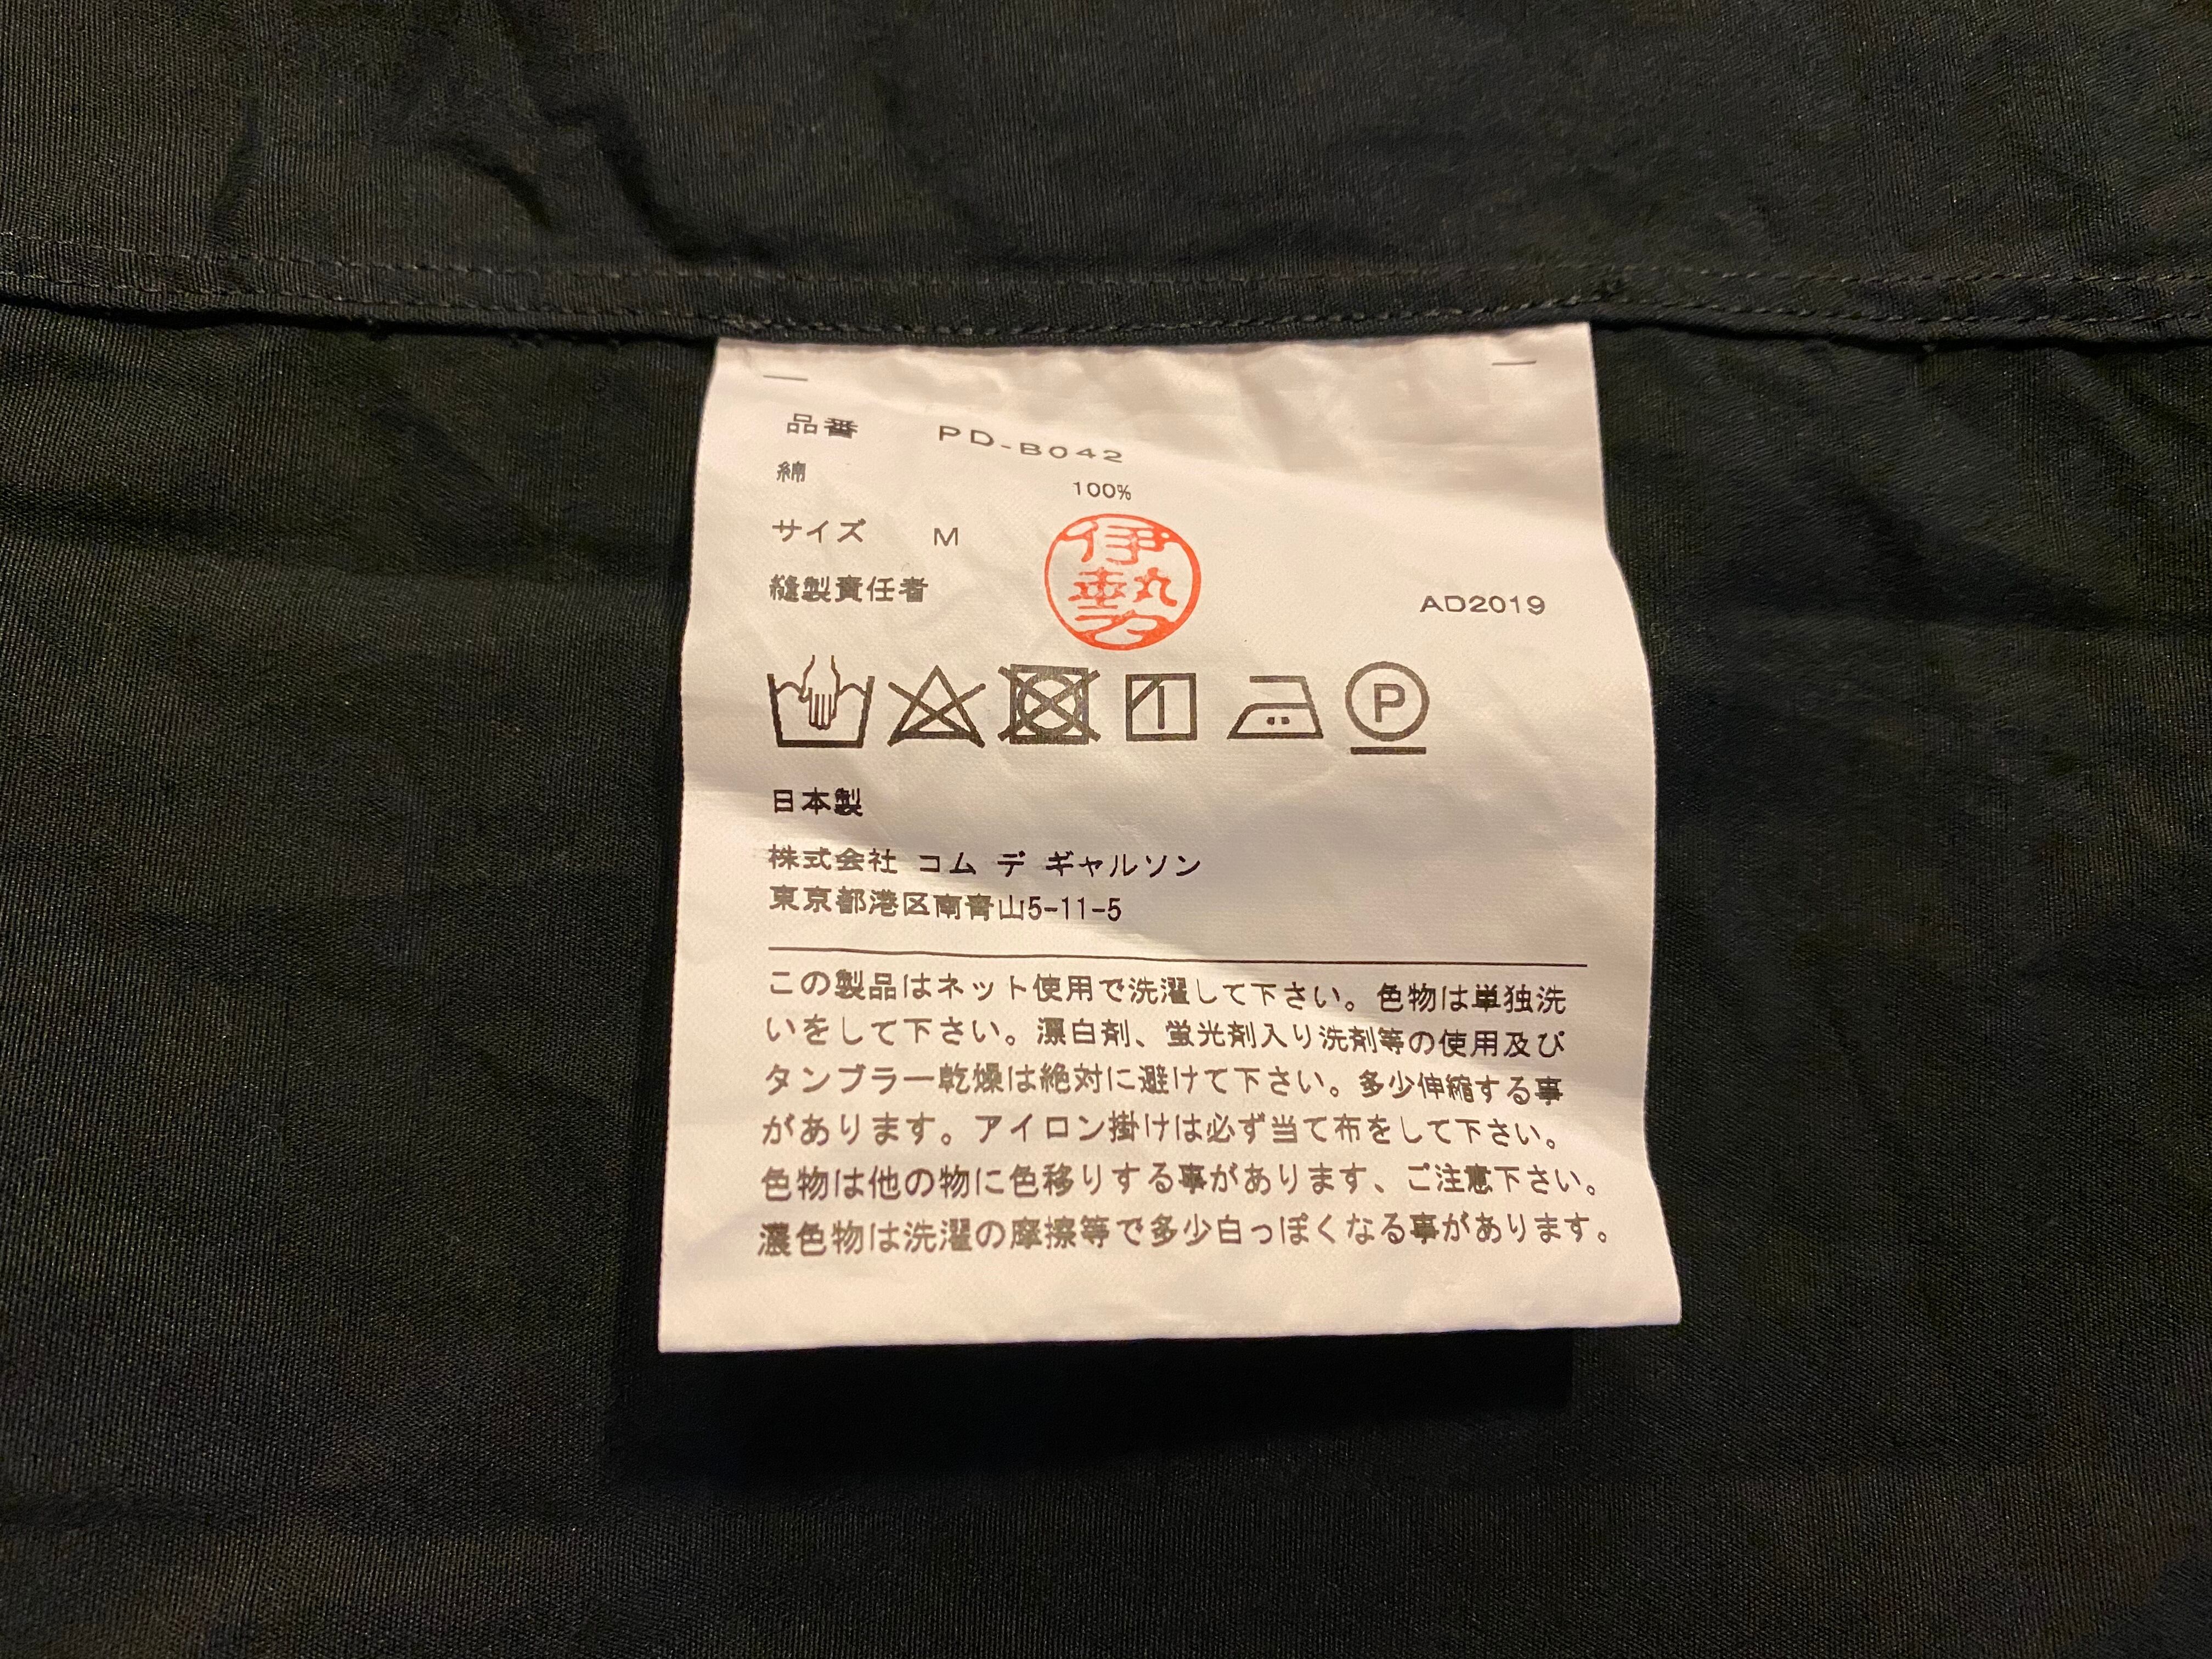 品番 PD-B042
綿 100%
サイズ M
縫製責任者 伊勢
AD2019
P
日本製
株式会社 コム デ ギャルソン
東京都港区南青山5-11-5
この製品はネット使用で洗濯して下さい。色物は単独洗
いをして下さい。漂白剤、蛍光剤入り洗剤等の使用及び
タンブラー乾燥は絶対に避けて下さい。多少伸縮する事
があります。アイロン掛けは必ず当て布をして下さい。
色物は他の物に色移りする事があります、ご注意下さい。
濃色物は洗濯の摩擦等で多少白っぽくなる事があります。